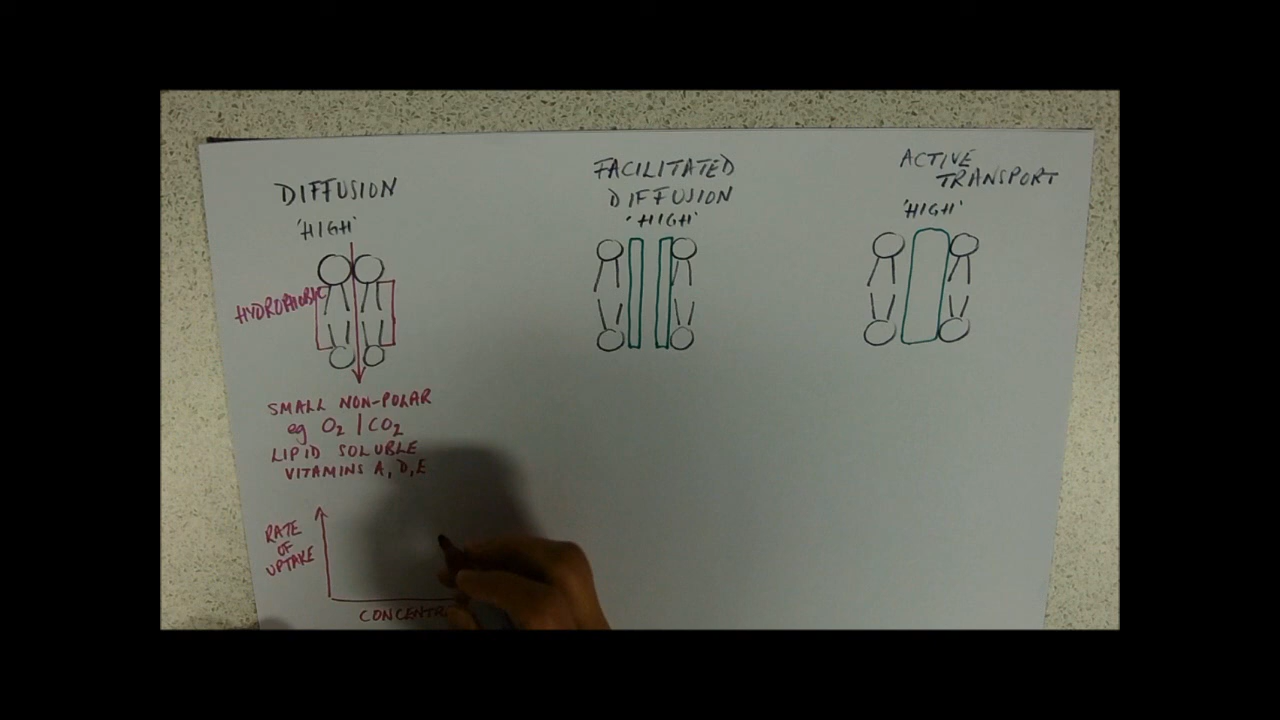 DIFFUSION
'HIGH'
HYDROPHOBIC
SMALL NON-POLAR
eg O₂ / CO₂
LIPID SOLUBLE
VITAMINS A, D, E
RATE
OF
UPTAKE
CONCENTR
FACILITATED
DIFFUSION
'HIGH'
ACTIVE
TRANSPORT
'HIGH'